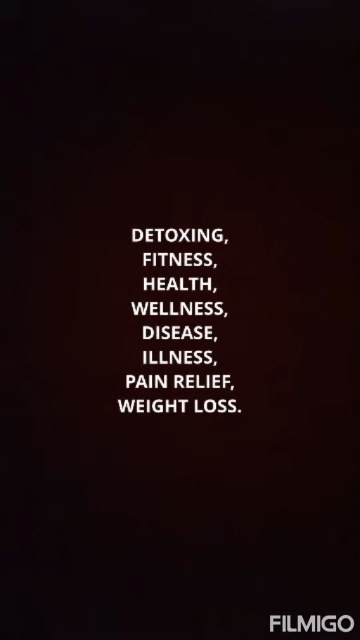 DETOXING,
FITNESS,
HEALTH,
WELLNESS,
DISEASE,
ILLNESS,
PAIN RELIEF,
WEIGHT LOSS.
FILMIGO